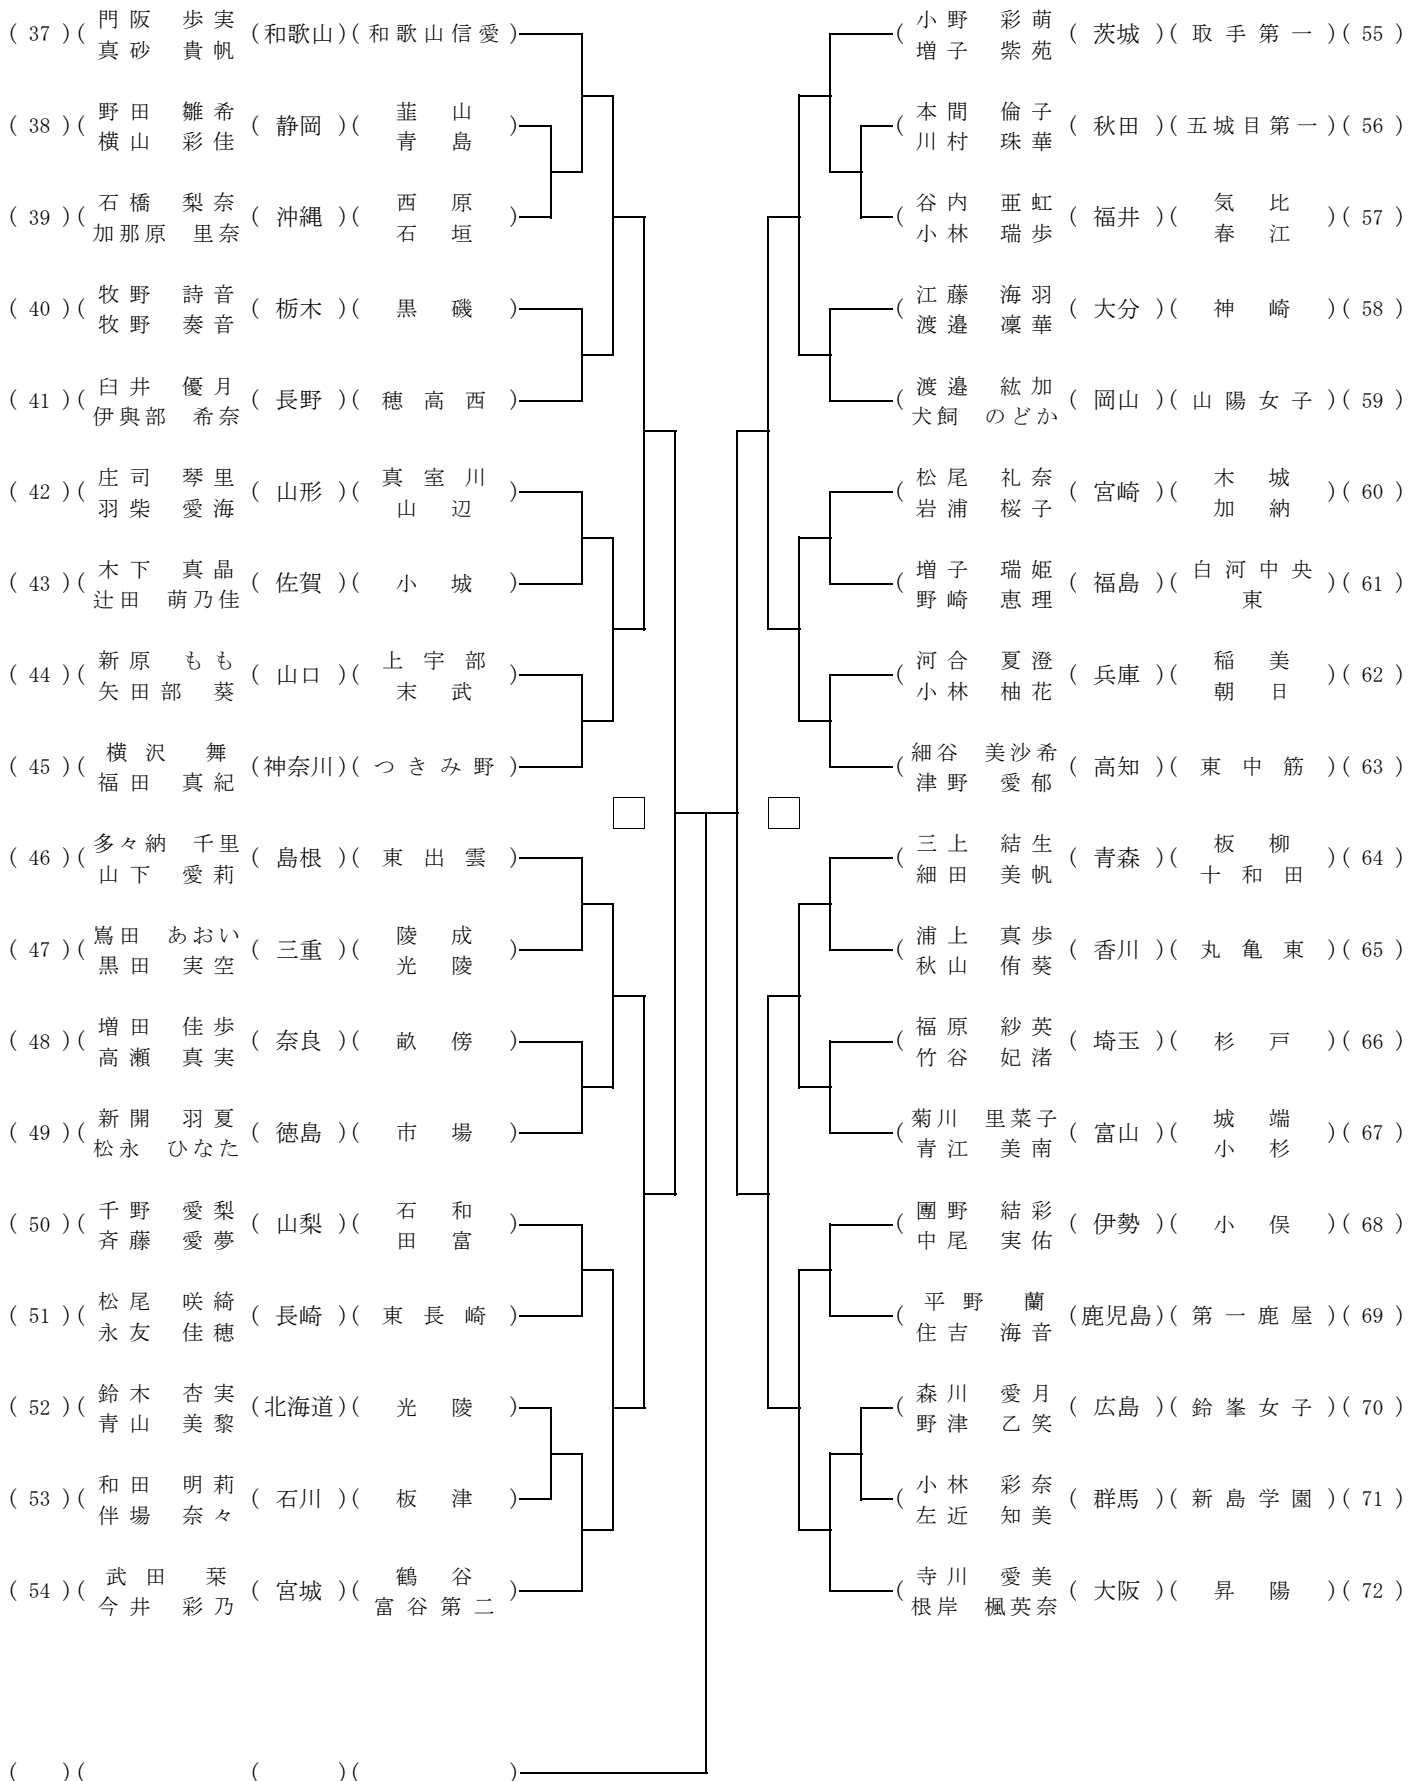 ( 37 )( 門阪 歩実 (和歌山)( 和歌山信愛 )
真砂 貴帆
( 38 )( 野田 雛希 ( 静岡 )( 韮山 )
横山 彩佳 青島
( 39 )( 石橋 梨奈 ( 沖縄 )( 西原 )
加那原 里奈 石垣
( 40 )( 牧野 詩音 ( 栃木 )( 黒磯 )
牧野 奏音
( 41 )( 臼井 優月 ( 長野 )( 穂高西 )
伊與部 希奈
( 42 )( 庄司 琴里 ( 山形 )( 真室川 )
羽柴 愛海 山辺
( 43 )( 木下 真晶 ( 佐賀 )( 小城 )
辻田 萌乃佳
( 44 )( 新原 もも ( 山口 )( 上宇部 )
矢田部 葵 末武
( 45 )( 横沢 舞 (神奈川)( つきみ野 )
福田 真紀
( 46 )( 多々納 千里 ( 島根 )( 東出雲 )
山下 愛莉
( 47 )( 嶌田 あおい ( 三重 )( 陵成 )
黒田 実空 光陵
( 48 )( 増田 佳歩 ( 奈良 )( 畝傍 )
高瀬 真実
( 49 )( 新開 羽夏 ( 徳島 )( 市場 )
松永 ひなた
( 50 )( 千野 愛梨 ( 山梨 )( 石和 )
斉藤 愛夢 田富
( 51 )( 松尾 咲綺 ( 長崎 )( 東長崎 )
永友 佳穂
( 52 )( 鈴木 杏実 (北海道)( 光陵 )
青山 美黎
( 53 )( 和田 明莉 ( 石川 )( 板津 )
伴場 奈々
( 54 )( 武田 栞 ( 宮城 )( 鶴谷 )
今井 彩乃 富谷第二
( )( ( )( )
( 小野 彩萌 ( 茨城 )( 取手第一 )( 55 )
増子 紫苑
( 本間 倫子 ( 秋田 )( 五城目第一 )( 56 )
川村 珠華
( 谷内 亜虹 ( 福井 )( 気比 )( 57 )
小林 瑞歩 春江
( 江藤 海羽 ( 大分 )( 神崎 )( 58 )
渡邉 凜華
( 渡邉 紘加 ( 岡山 )( 山陽女子 )( 59 )
犬飼 のどか
( 松尾 礼奈 ( 宮崎 )( 木城 )( 60 )
岩浦 桜子 加納
( 増子 瑞姫 ( 福島 )( 白河中央 )( 61 )
野崎 恵理 東
( 河合 夏澄 ( 兵庫 )( 稲美 )( 62 )
小林 柚花 朝日
( 細谷 美沙希 ( 高知 )( 東中筋 )( 63 )
津野 愛郁
( 三上 結生 ( 青森 )( 板柳 )( 64 )
細田 美帆 十和田
( 浦上 真歩 ( 香川 )( 丸亀東 )( 65 )
秋山 侑葵
( 福原 紗英 ( 埼玉 )( 杉戸 )( 66 )
竹谷 妃渚
( 菊川 里菜子 ( 富山 )( 城端 )( 67 )
青江 美南 小杉
( 團野 結彩 ( 伊勢 )( 小俣 )( 68 )
中尾 実佑
( 平野 蘭 (鹿児島)( 第一鹿屋 )( 69 )
住吉 海音
( 森川 愛月 ( 広島 )( 鈴峯女子 )( 70 )
野津 乙笑
( 小林 彩奈 ( 群馬 )( 新島学園 )( 71 )
左近 知美
( 寺川 愛美 ( 大阪 )( 昇陽 )( 72 )
根岸 楓英奈